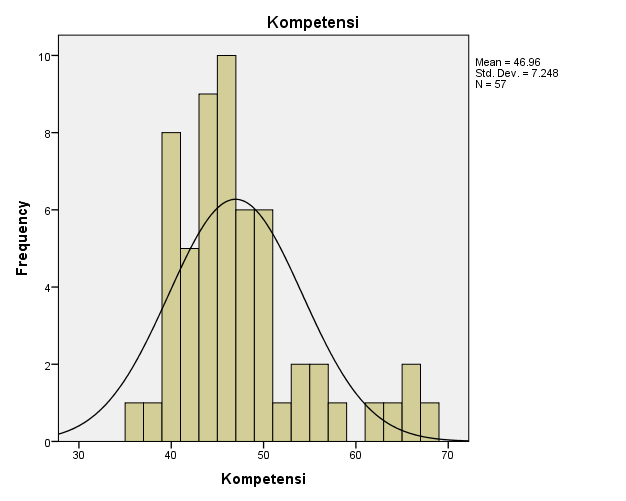 Kompetensi
Mean = 46.96
Std. Dev. = 7.248
N = 57
10
8
6
4
2
0
Frequency
30 40 50 60 70
Kompetensi